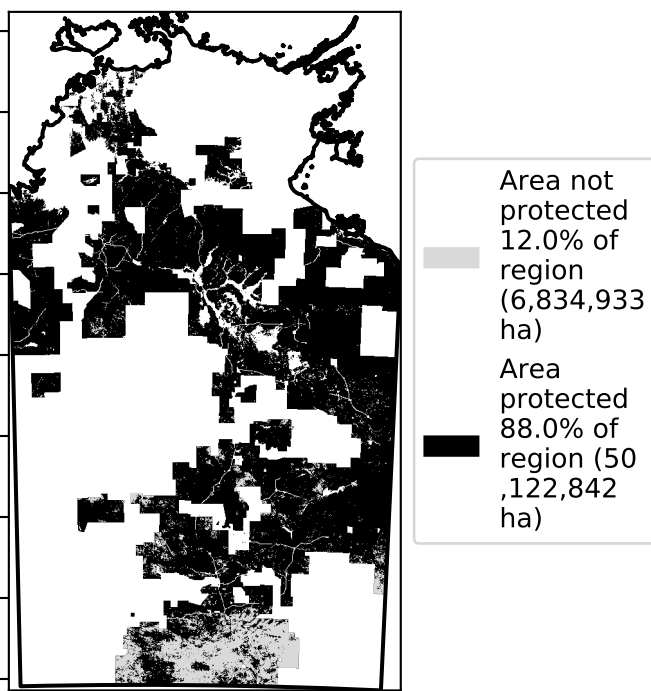 Area not
protected
12.0% of
region
(6,834,933
ha)
Area
protected
88.0% of
region (50
,122,842
ha)